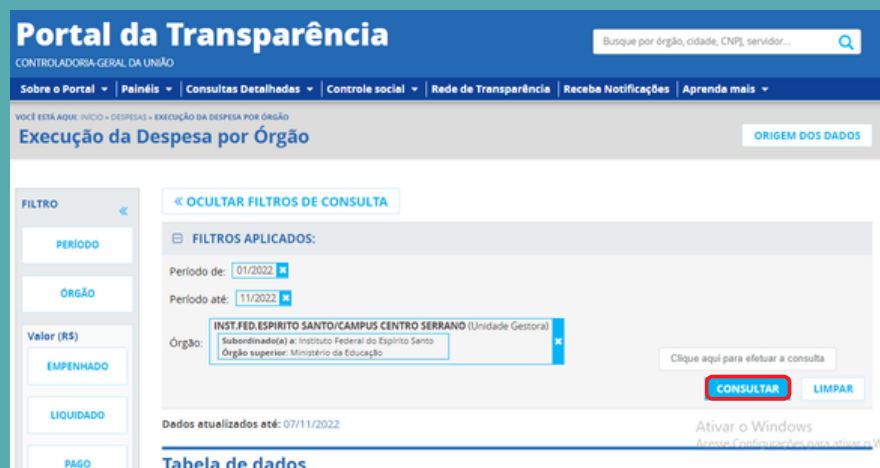 Portal da Transparência
Busque por órgão, cidade, CNPJ, servidor...
CONTROLADORIA-GERAL DA UNIÃO
Sobre o Portal Painéis Consultas Detalhadas Controle social Rede de Transparência Receba Notificações Aprenda mais
VOCÊ ESTÁ AQUI: INÍCIO » DESPESAS » EXECUÇÃO DA DESPESA POR ÓRGÃO
Execução da Despesa por Órgão
ORIGEM DOS DADOS
FILTRO
«
PERÍODO
ÓRGÃO
Valor (R$)
EMPENHADO
LIQUIDADO
PAGO
« OCULTAR FILTROS DE CONSULTA
FILTROS APLICADOS:
Período de: 01/2022 x
Período até: 11/2022 x
Órgão: INST.FED.ESPIRITO SANTO/CAMPUS CENTRO SERRANO (Unidade Gestora) x
Subordinado(a) a: Instituto Federal do Espírito Santo
Órgão superior: Ministério da Educação
Clique aqui para efetuar a consulta
CONSULTAR LIMPAR
Dados atualizados até: 07/11/2022
Ativar o Windows
Acesse Configurações para ativar o W
Tabela de dados